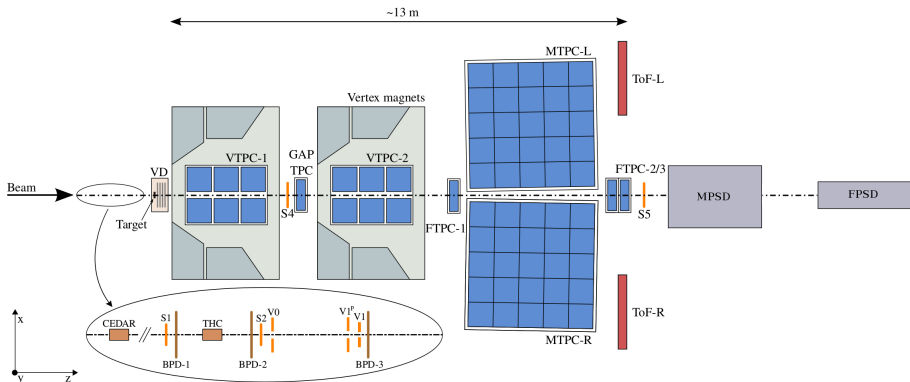 ~13 m
MTPC-L
ToF-L
Vertex magnets
VTPC-1
GAP
TPC
VTPC-2
VD
FTPC-2/3
Beam
MPSD
FPSD
Target
S4
FTPC-1
S5
ToF-R
MTPC-R
CEDAR
S1
THC
S2
V0
V1ᵖ
V1
BPD-1
BPD-2
BPD-3
x
y
z